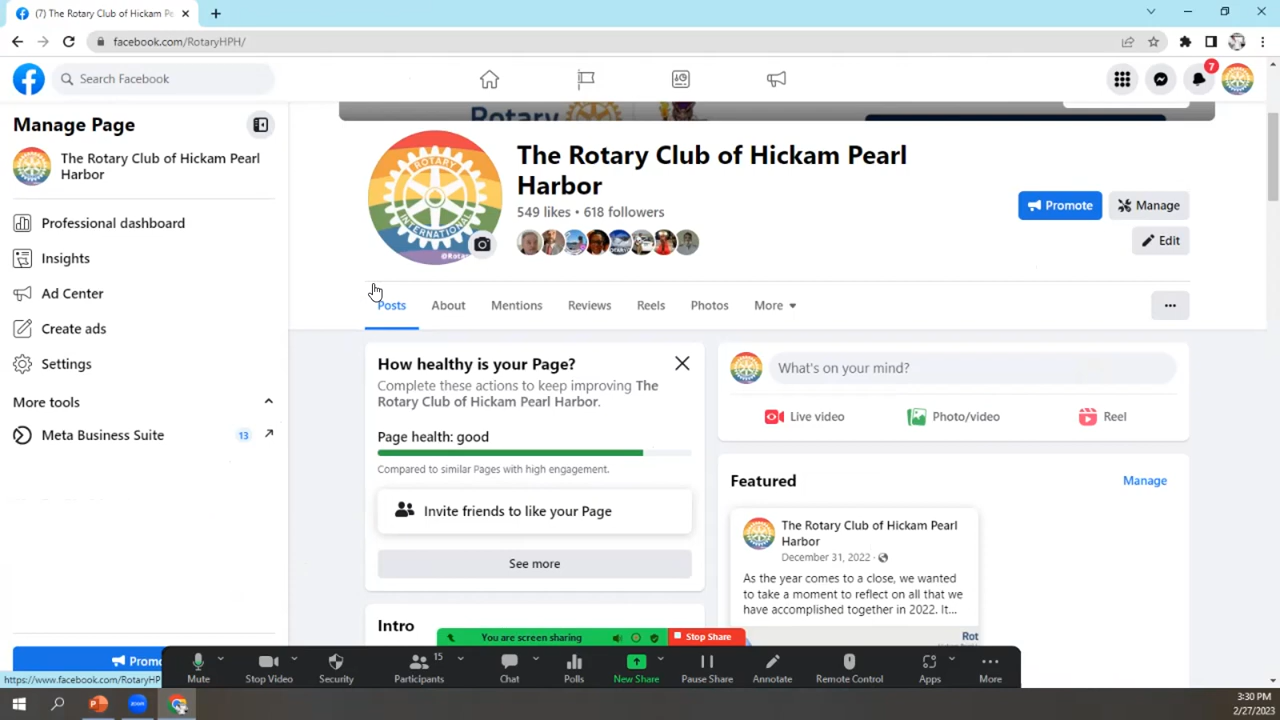 (7) The Rotary Club of Hickam P
facebook.com/RotaryHPH/
Search Facebook
7
Rotary
Manage Page
The Rotary Club of Hickam Pearl
Harbor
Professional dashboard
Insights
Ad Center
Create ads
Settings
More tools
Meta Business Suite
13
ROTARY
INTERNATIONAL
The Rotary Club of Hickam Pearl
Harbor
549 likes • 618 followers
Promote
Manage
Edit
Posts
About
Mentions
Reviews
Reels
Photos
More
How healthy is your Page?
Complete these actions to keep improving The
Rotary Club of Hickam Pearl Harbor.
Page health: good
Compared to similar Pages with high engagement.
Invite friends to like your Page
See more
Intro
What's on your mind?
Live video
Photo/video
Reel
Featured
Manage
The Rotary Club of Hickam Pearl
Harbor
December 31, 2022 ·
As the year comes to a close, we wanted
to take a moment to reflect on all that we
have accomplished together in 2022. It...
Rot
You are screen sharing
Stop Share
Promo
https://www.facebook.com/RotaryHP
Mute
Stop Video
Security
15
Participants
Chat
Polls
New Share
Pause Share
Annotate
Remote Control
Apps
More
zoom
3:30 PM
2/27/2023